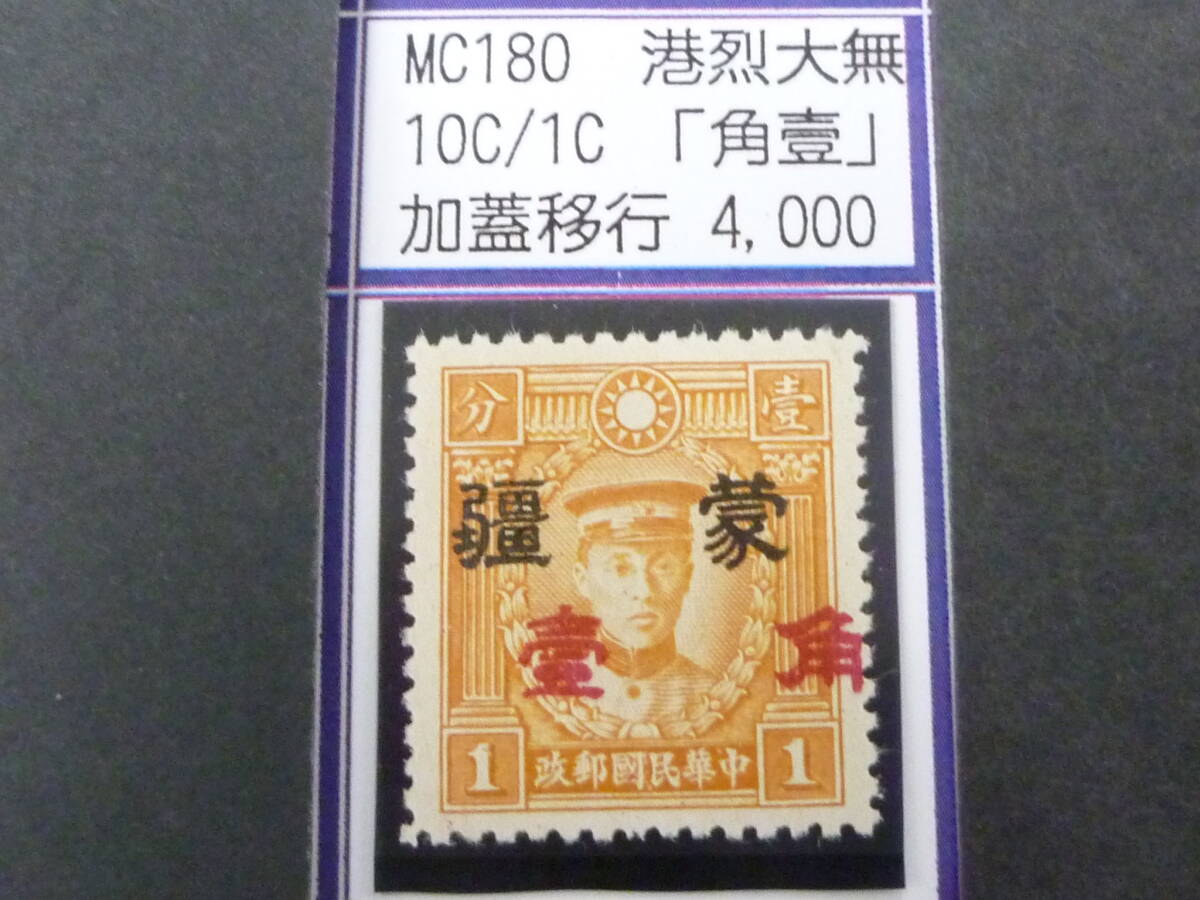 MC180 港烈大無
10C/1C 「角壹」
加蓋移行 4,000
分 壹
疆 蒙
壹 角
1 政郵國民華中 1